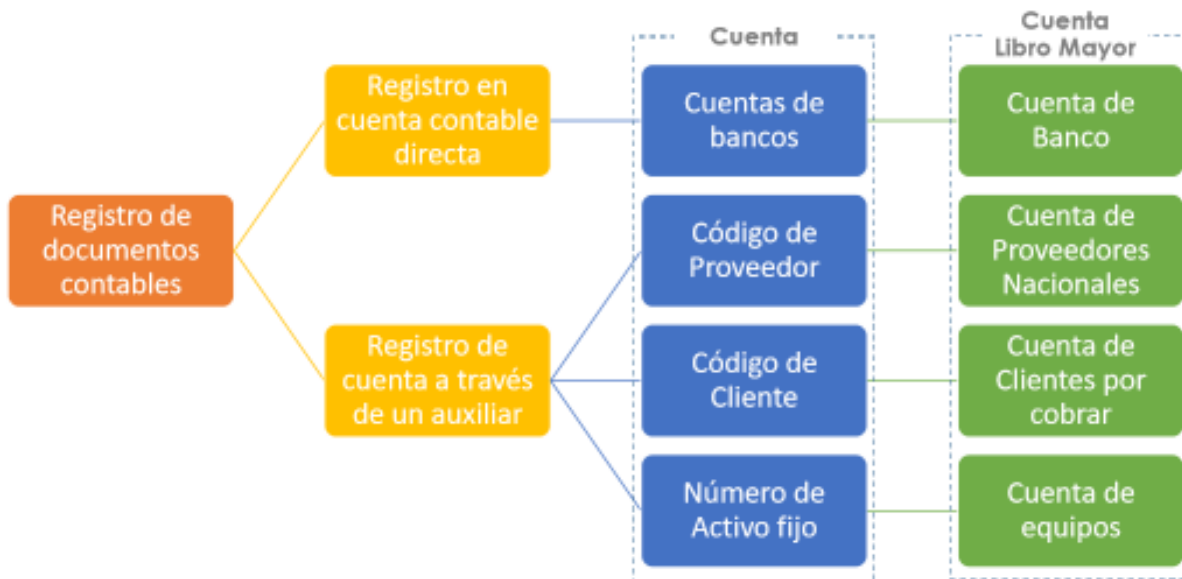 Cuenta
Cuenta
Libro Mayor
Registro de
documentos
contables
Registro en
cuenta contable
directa
Registro de
cuenta a través
de un auxiliar
Cuentas de
bancos
Código de
Proveedor
Código de
Cliente
Número de
Activo fijo
Cuenta de
Banco
Cuenta de
Proveedores
Nacionales
Cuenta de
Clientes por
cobrar
Cuenta de
equipos